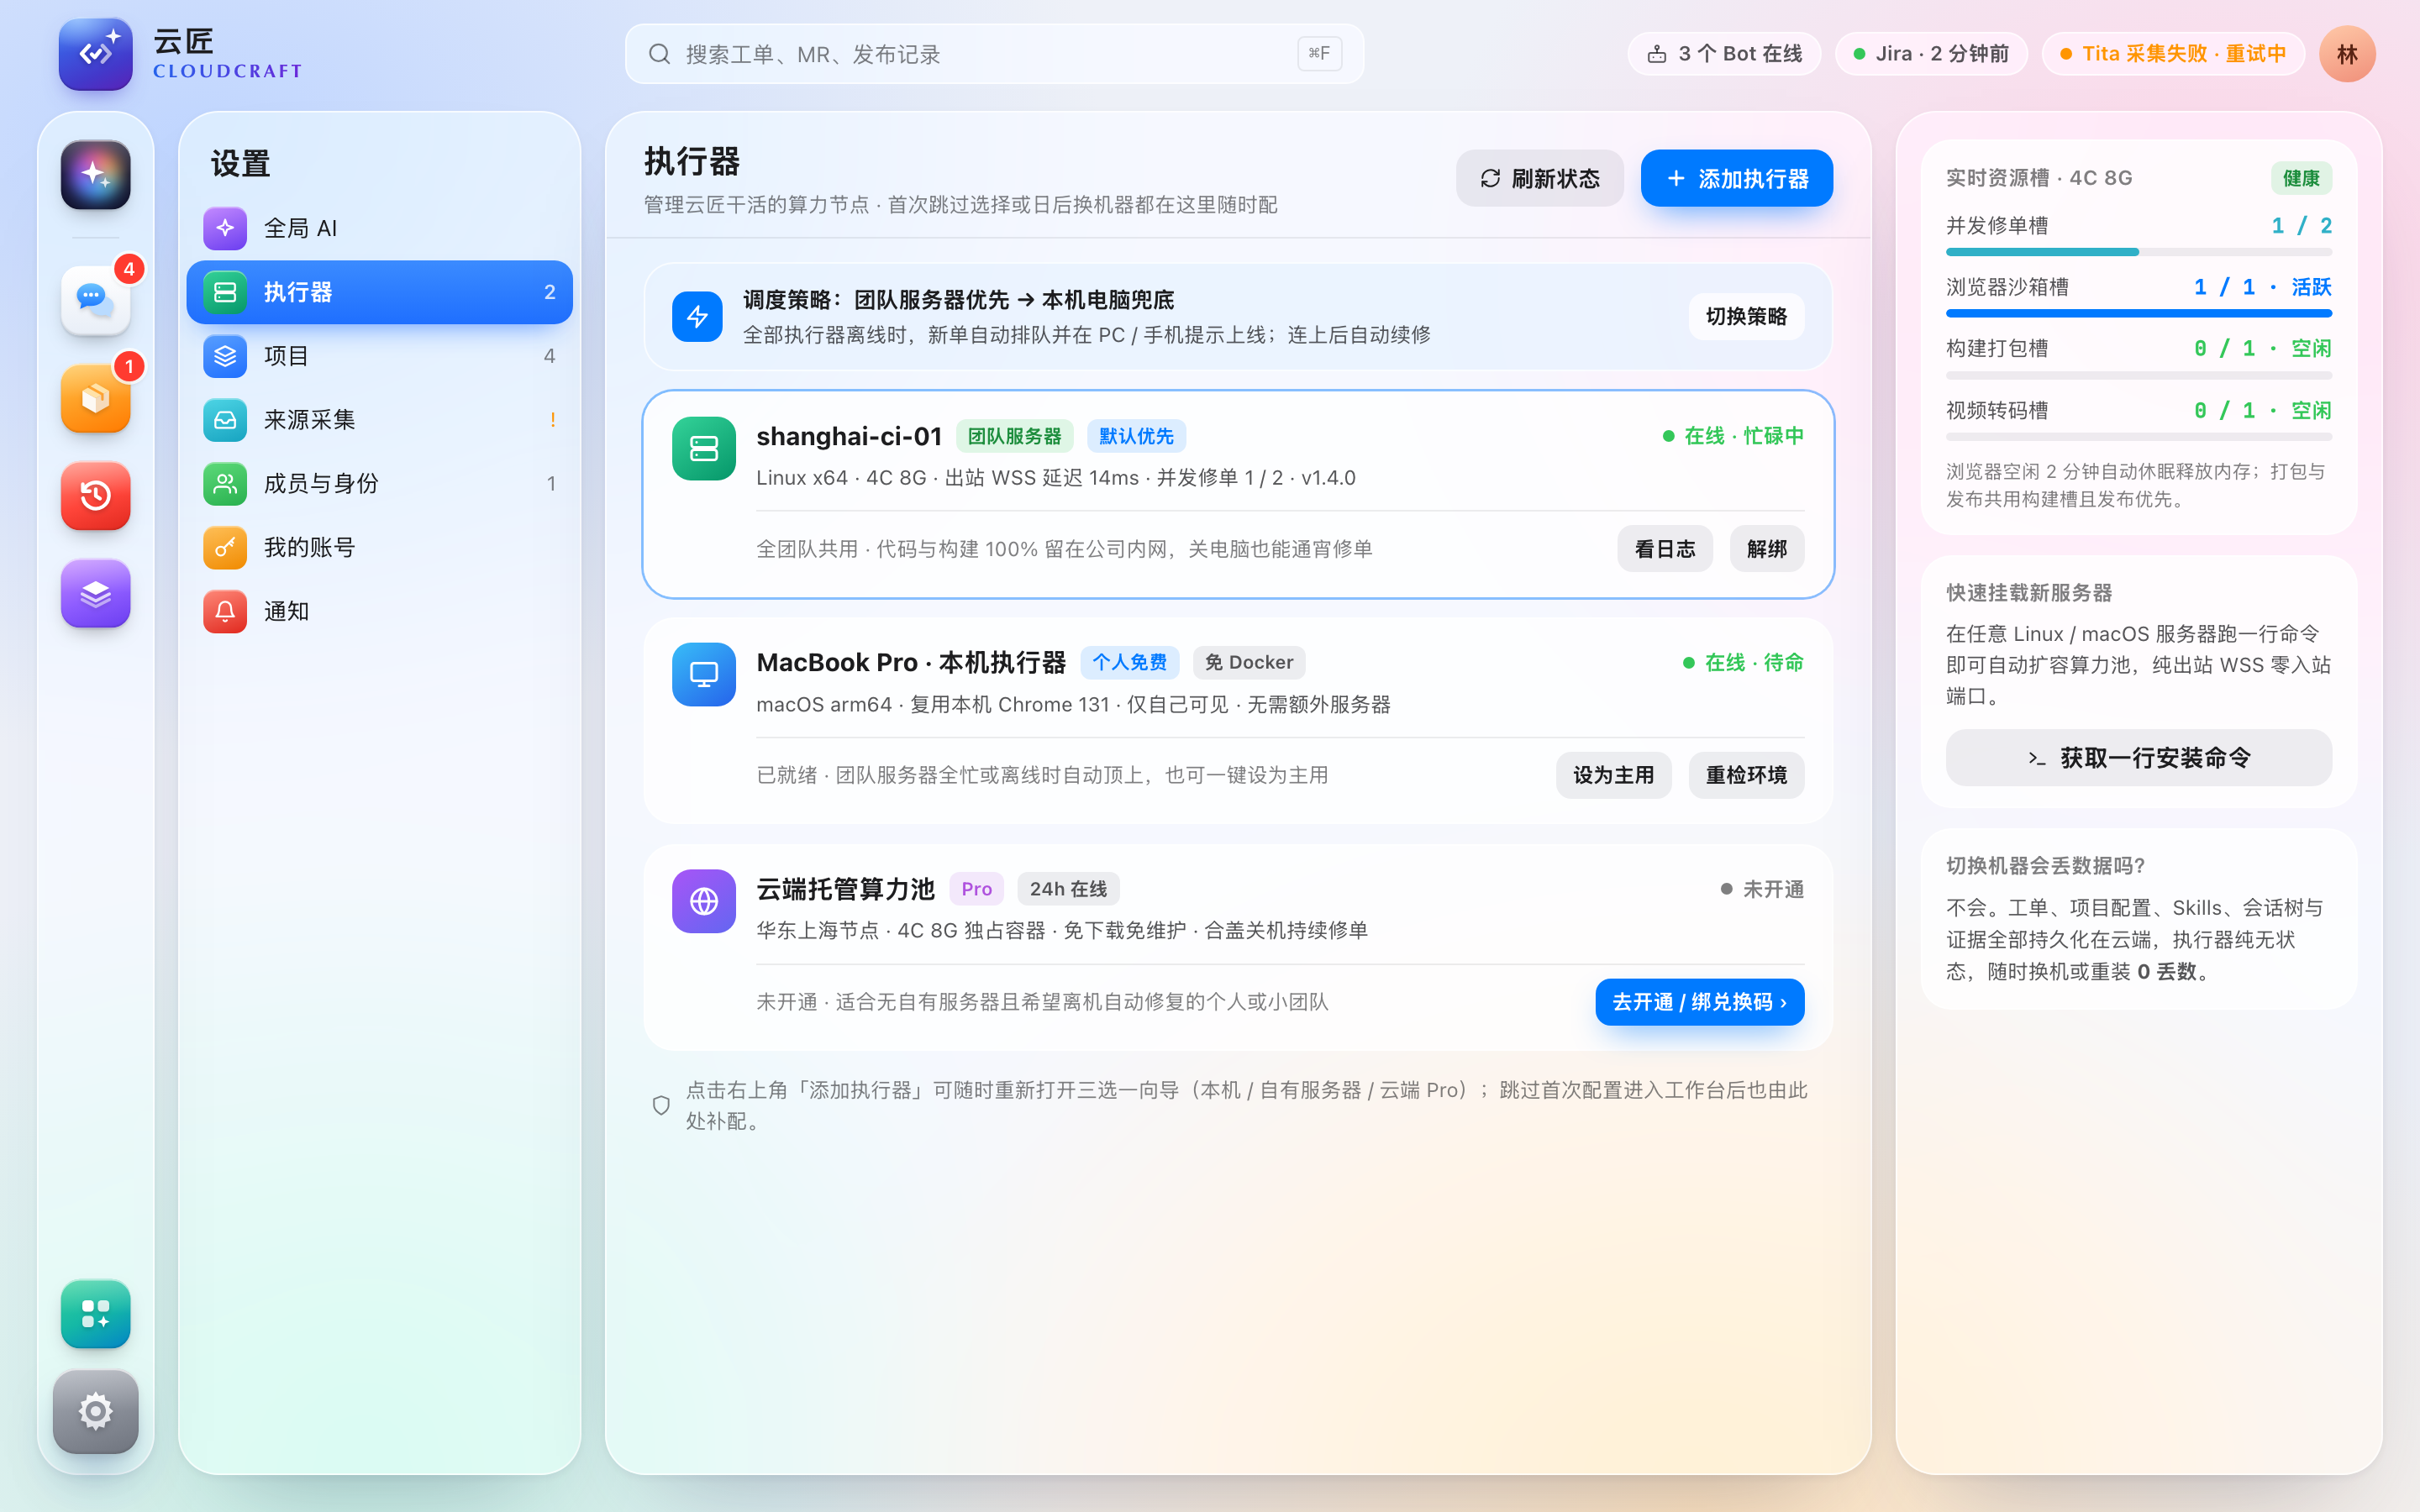 云匠
CLOUDCRAFT
搜索工单、MR、发布记录
⌘F
3 个 Bot 在线
Jira · 2 分钟前
Tita 采集失败 · 重试中
林
4
1
设置
全局 AI
执行器
2
项目
4
来源采集
!
成员与身份
1
我的账号
通知
执行器
管理云匠干活的算力节点 · 首次跳过选择或日后换机器都在这里随时配
刷新状态
添加执行器
调度策略：团队服务器优先 → 本机电脑兜底
全部执行器离线时，新单自动排队并在 PC / 手机提示上线；连上后自动续修
切换策略
shanghai-ci-01
团队服务器
默认优先
在线 · 忙碌中
Linux x64 · 4C 8G · 出站 WSS 延迟 14ms · 并发修单 1 / 2 · v1.4.0
全团队共用 · 代码与构建 100% 留在公司内网，关电脑也能通宵修单
看日志
解绑
MacBook Pro · 本机执行器
个人免费
免 Docker
在线 · 待命
macOS arm64 · 复用本机 Chrome 131 · 仅自己可见 · 无需额外服务器
已就绪 · 团队服务器全忙或离线时自动顶上，也可一键设为主用
设为主用
重检环境
云端托管算力池
Pro
24h 在线
未开通
华东上海节点 · 4C 8G 独占容器 · 免下载免维护 · 合盖关机持续修单
未开通 · 适合无自有服务器且希望离机自动修复的个人或小团队
去开通 / 绑兑换码 ›
点击右上角「添加执行器」可随时重新打开三选一向导（本机 / 自有服务器 / 云端 Pro）；跳过首次配置进入工作台后也由此
处补配。
实时资源槽 · 4C 8G
健康
并发修单槽
1 / 2
浏览器沙箱槽
1 / 1 · 活跃
构建打包槽
0 / 1 · 空闲
视频转码槽
0 / 1 · 空闲
浏览器空闲 2 分钟自动休眠释放内存；打包与
发布共用构建槽且发布优先。
快速挂载新服务器
在任意 Linux / macOS 服务器跑一行命令
即可自动扩容算力池，纯出站 WSS 零入站
端口。
获取一行安装命令
切换机器会丢数据吗?
不会。工单、项目配置、Skills、会话树与
证据全部持久化在云端，执行器纯无状
态，随时换机或重装 0 丢数。